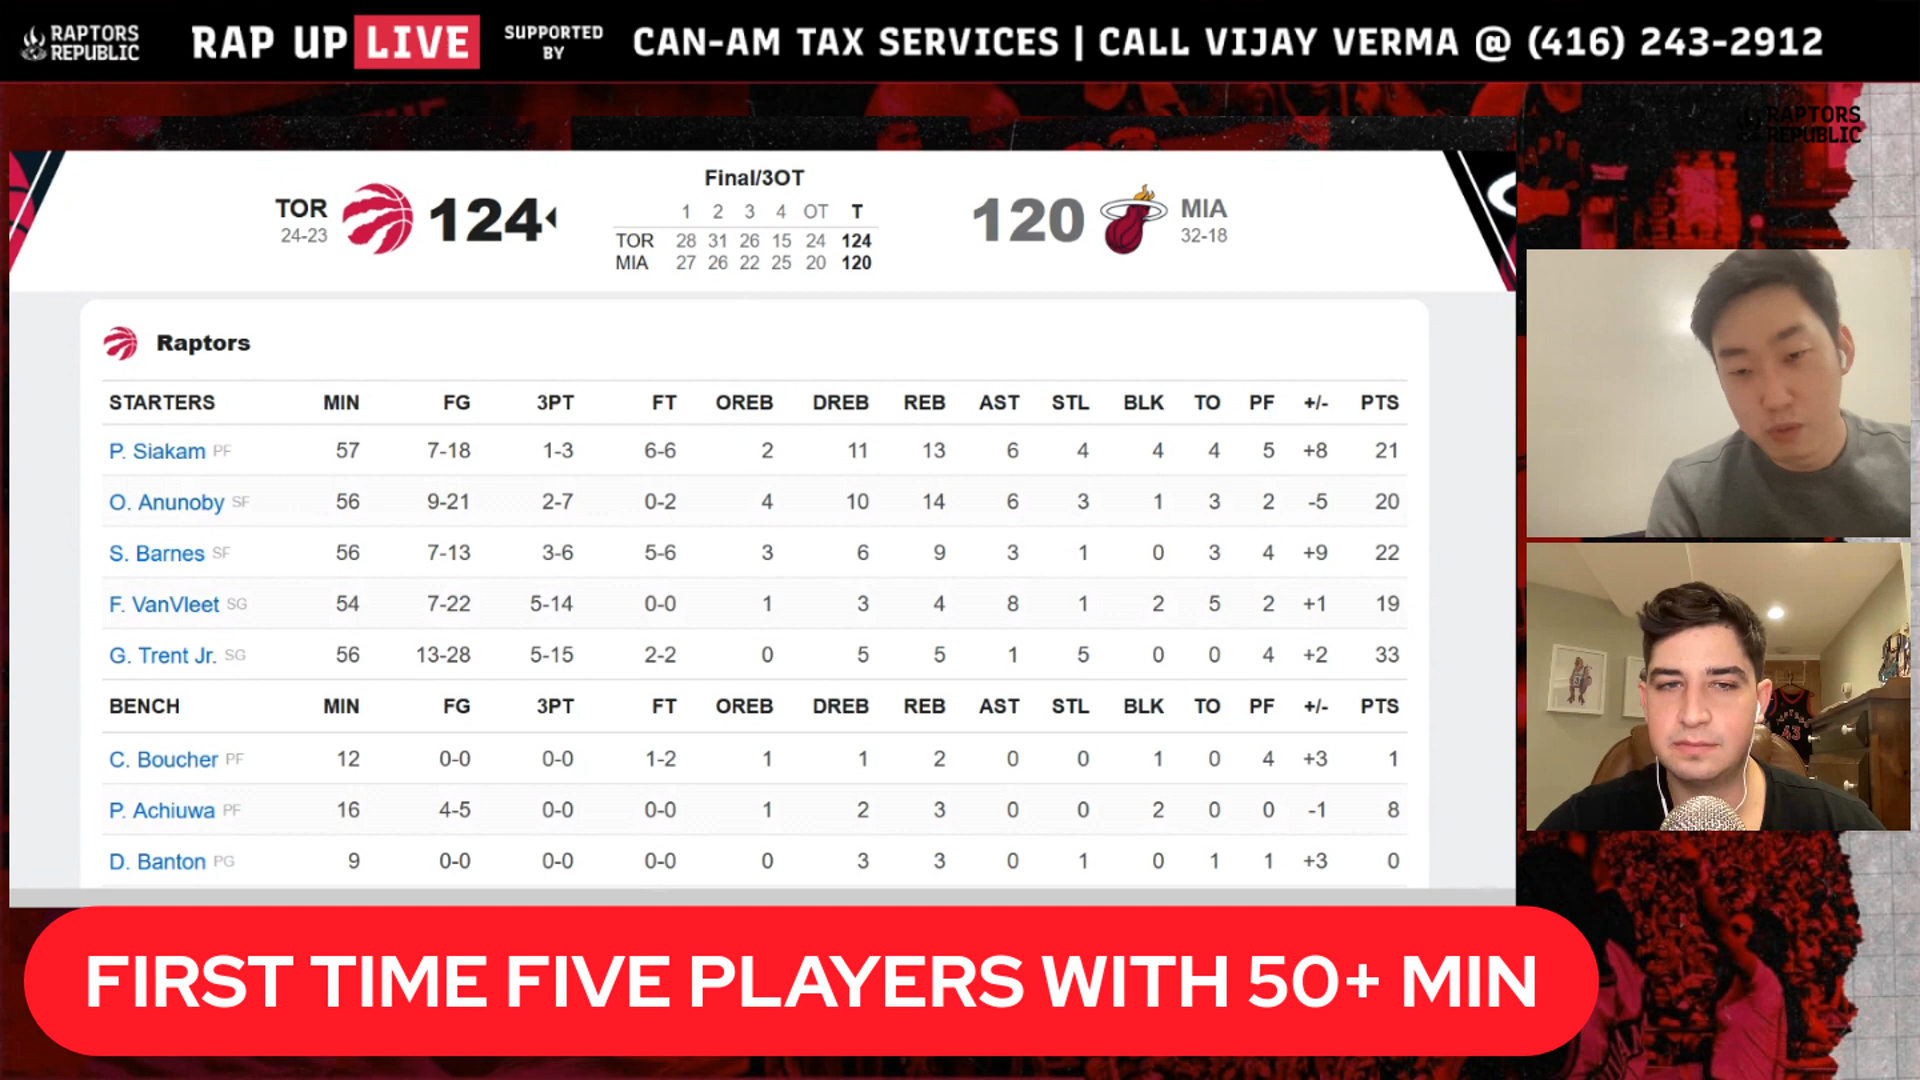 RAPTORS REPUBLIC
RAP UP LIVE
SUPPORTED BY
CAN-AM TAX SERVICES | CALL VIJAY VERMA @ (416) 243-2912
RAPTORS REPUBLIC
TOR 24-23 124
Final/3OT
1 2 3 4 OT T
TOR 28 31 26 15 24 124
MIA 27 26 22 25 20 120
120 MIA 32-18
Raptors
STARTERS MIN FG 3PT FT OREB DREB REB AST STL BLK TO PF +/- PTS
P. Siakam PF 57 7-18 1-3 6-6 2 11 13 6 4 4 4 5 +8 21
O. Anunoby SF 56 9-21 2-7 0-2 4 10 14 6 3 1 3 2 -5 20
S. Barnes SF 56 7-13 3-6 5-6 3 6 9 3 1 0 3 4 +9 22
F. VanVleet SG 54 7-22 5-14 0-0 1 3 4 8 1 2 5 2 +1 19
G. Trent Jr. SG 56 13-28 5-15 2-2 0 5 5 1 5 0 0 4 +2 33
BENCH MIN FG 3PT FT OREB DREB REB AST STL BLK TO PF +/- PTS
C. Boucher PF 12 0-0 0-0 1-2 1 1 2 0 0 1 0 4 +3 1
P. Achiuwa PF 16 4-5 0-0 0-0 1 2 3 0 0 2 0 0 -1 8
D. Banton PG 9 0-0 0-0 0-0 0 3 3 0 1 0 1 1 +3 0
43
FIRST TIME FIVE PLAYERS WITH 50+ MIN